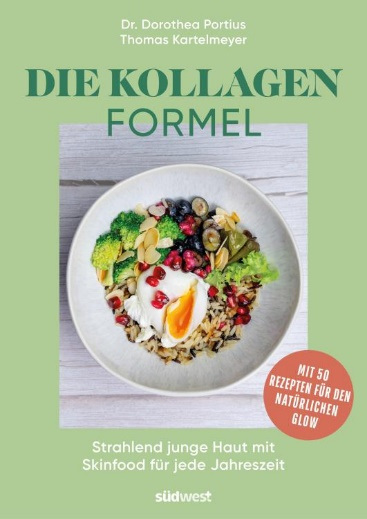 Dr. Dorothea Portius
Thomas Kartelmeyer
DIE KOLLAGEN
FORMEL
MIT 50
REZEPTEN FÜR DEN
NATÜRLICHEN
GLOW
Strahlend junge Haut mit
Skinfood für jede Jahreszeit
südwest